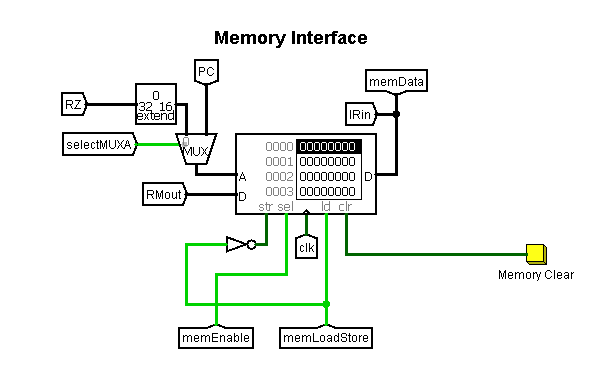 Memory Interface
PC
memData
RZ
0
32 16
extend
IRin
selectMUXA
0
MUX
0000 00000000
0001 00000000
0002 00000000
0003 00000000
A
D
D
RMout
str sel ld clr
clk
Memory Clear
memEnable
memLoadStore